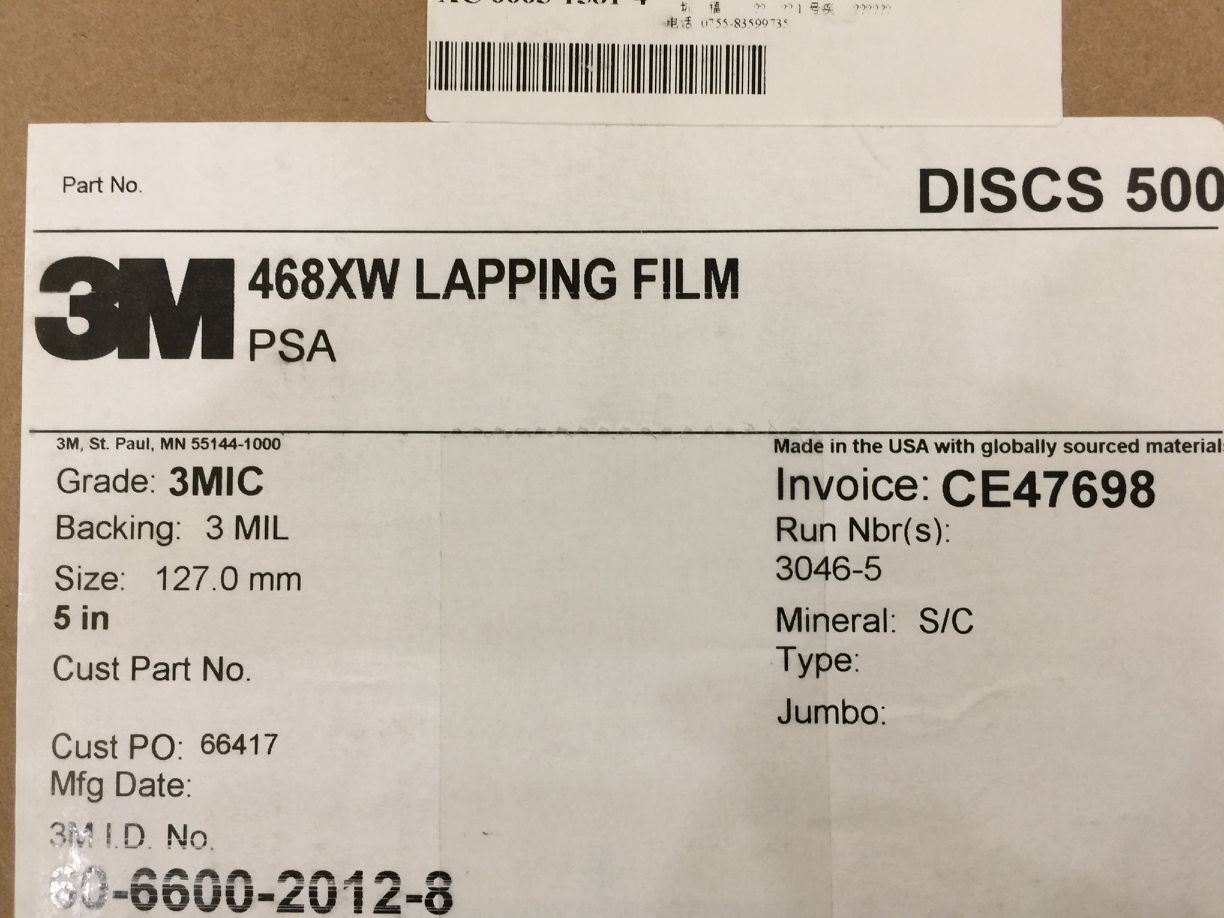 电话 0755-83599735
Part No.
DISCS 500
3M
468XW LAPPING FILM
PSA
3M, St. Paul, MN 55144-1000
Made in the USA with globally sourced material
Grade: 3MIC
Invoice: CE47698
Backing: 3 MIL
Run Nbr(s):
Size: 127.0 mm
3046-5
5 in
Mineral: S/C
Cust Part No.
Type:
Jumbo:
Cust PO: 66417
Mfg Date:
3M I.D. No.
60-6600-2012-8